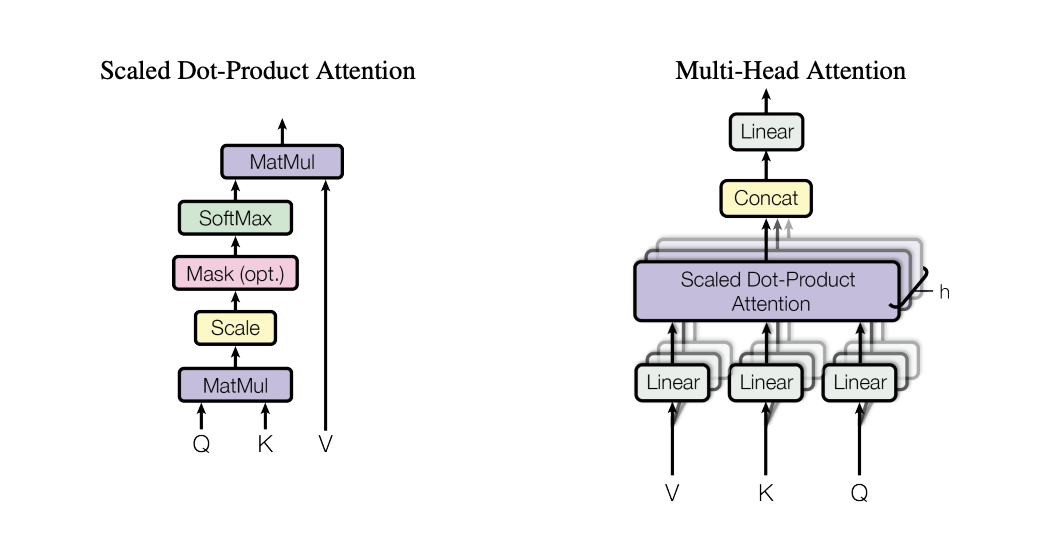 Scaled Dot-Product Attention
MatMul
SoftMax
Mask (opt.)
Scale
MatMul
Q K V
Multi-Head Attention
Linear
Concat
Scaled Dot-Product
Attention
h
Linear Linear Linear
V K Q